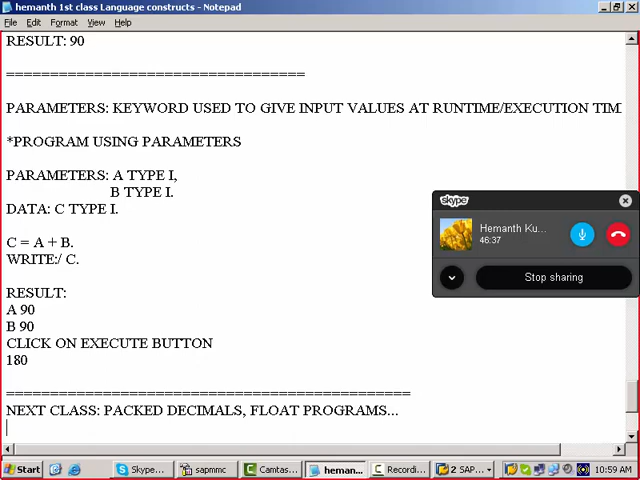 hemanth 1st class Language constructs - Notepad
File Edit Format View Help
RESULT: 90
==================================
PARAMETERS: KEYWORD USED TO GIVE INPUT VALUES AT RUNTIME/EXECUTION TIM
*PROGRAM USING PARAMETERS
PARAMETERS: A TYPE I,
B TYPE I.
DATA: C TYPE I.
skype
Hemanth Ku...
46:37
C = A + B.
WRITE:/ C.
Stop sharing
RESULT:
A 90
B 90
CLICK ON EXECUTE BUTTON
180
==============================================
NEXT CLASS: PACKED DECIMALS, FLOAT PROGRAMS...
Start Skype... sapmmc Camtas... heman... Recordi... 2 SAP... 10:59 AM